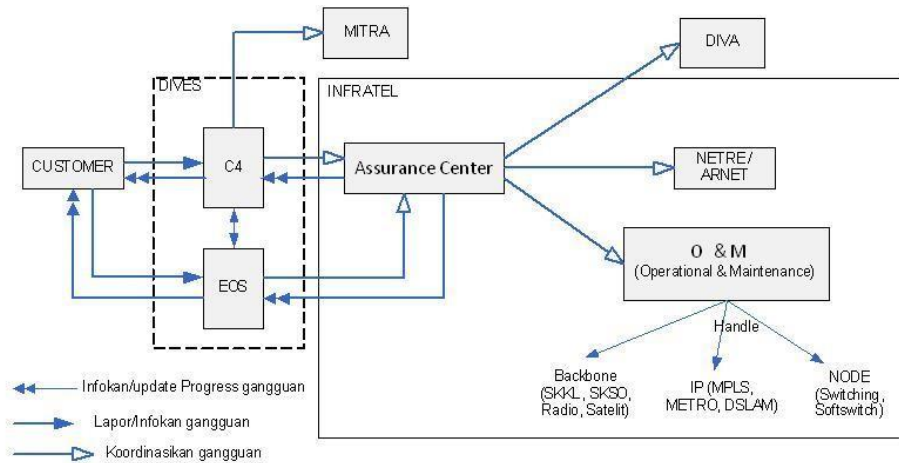 MITRA
DIVA
DIVES
INFRATEL
CUSTOMER
C4
Assurance Center
NETRE /
ARNET
EOS
O & M
(Operational & Maintenance)
Handle
Backbone
(SKKL, SKSO,
Radio, Satelit)
IP (MPLS,
METRO, DSLAM)
NODE
(Switching,
Softswitch)
Infokan/update Progress gangguan
Lapor/Infokan gangguan
Koordinasikan gangguan